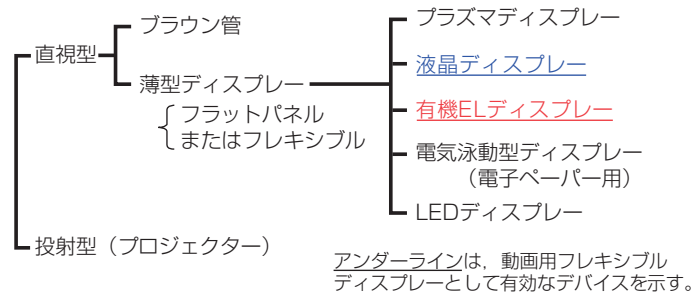 直視型
ブラウン管
薄型ディスプレー
フラットパネル
またはフレキシブル
プラズマディスプレー
液晶ディスプレー
有機ELディスプレー
電気泳動型ディスプレー
（電子ペーパー用）
LEDディスプレー
投射型（プロジェクター）
アンダーラインは，動画用フレキシブル
ディスプレーとして有効なデバイスを示す。